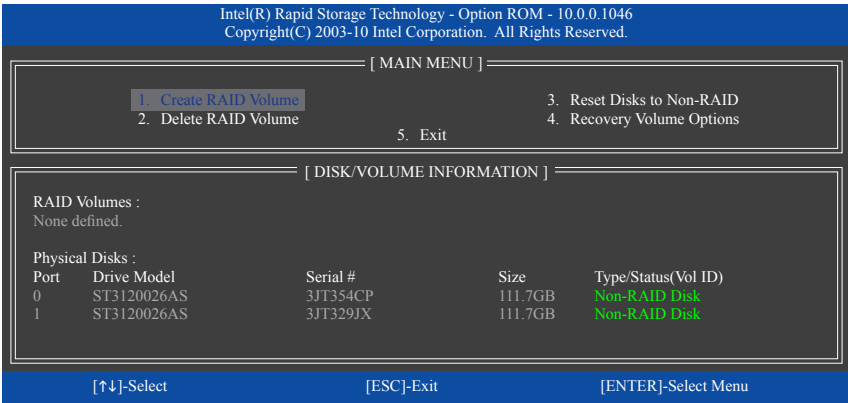 Intel(R) Rapid Storage Technology - Option ROM - 10.0.0.1046
Copyright(C) 2003-10 Intel Corporation.  All Rights Reserved.
[ MAIN MENU ]
1.  Create RAID Volume
2.  Delete RAID Volume
3.  Reset Disks to Non-RAID
4.  Recovery Volume Options
5.  Exit
[ DISK/VOLUME INFORMATION ]
RAID Volumes :
None defined.
Physical Disks :
Port Drive Model Serial # Size Type/Status(Vol ID)
0 ST3120026AS 3JT354CP 111.7GB Non-RAID Disk
1 ST3120026AS 3JT329JX 111.7GB Non-RAID Disk
[↑↓]-Select [ESC]-Exit [ENTER]-Select Menu